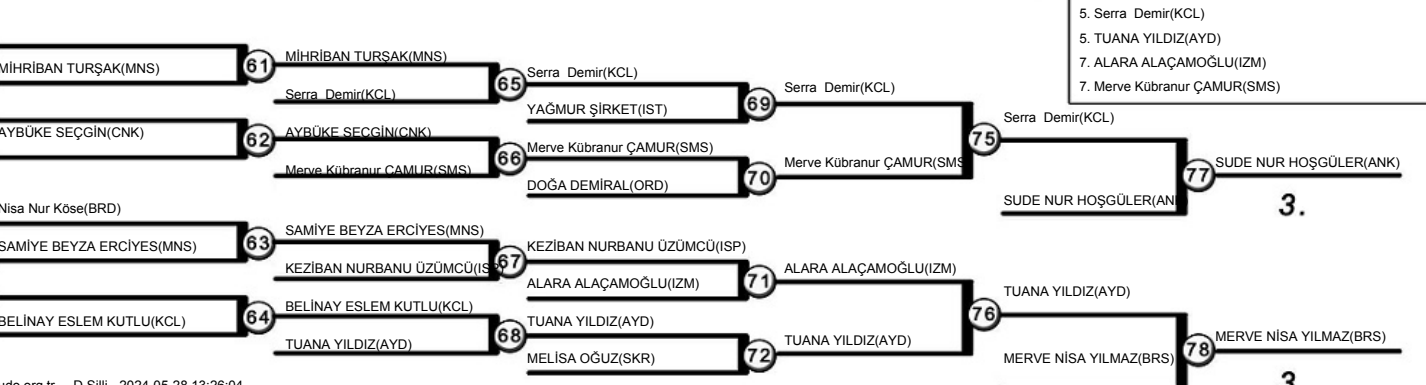 5. Serra Demir(KCL)
5. TUANA YILDIZ(AYD)
7. ALARA ALAÇAMOĞLU(IZM)
7. Merve Kübranur ÇAMUR(SMS)
MİHRİBAN TURŞAK(MNS)
61
AYBÜKE SEÇGİN(CNK)
62
Nisa Nur Köse(BRD)
SAMİYE BEYZA ERCİYES(MNS)
63
BELİNAY ESLEM KUTLU(KCL)
64
MİHRİBAN TURŞAK(MNS)
Serra Demir(KCL)
65
AYBÜKE SEÇGİN(CNK)
Merve Kübranur ÇAMUR(SMS)
66
SAMİYE BEYZA ERCİYES(MNS)
KEZİBAN NURBANU ÜZÜMCÜ(ISP)
67
BELİNAY ESLEM KUTLU(KCL)
TUANA YILDIZ(AYD)
68
Serra Demir(KCL)
YAĞMUR ŞİRKET(IST)
69
Merve Kübranur ÇAMUR(SMS)
DOĞA DEMİRAL(ORD)
70
KEZİBAN NURBANU ÜZÜMCÜ(ISP)
ALARA ALAÇAMOĞLU(IZM)
71
TUANA YILDIZ(AYD)
MELİSA OĞUZ(SKR)
72
Serra Demir(KCL)
Merve Kübranur ÇAMUR(SMS
75
ALARA ALAÇAMOĞLU(IZM)
TUANA YILDIZ(AYD)
76
Serra Demir(KCL)
SUDE NUR HOŞGÜLER(AN
77
TUANA YILDIZ(AYD)
MERVE NİSA YILMAZ(BRS)
78
SUDE NUR HOŞGÜLER(ANK)
3.
MERVE NİSA YILMAZ(BRS)
3
2024-05-28 13:26:04